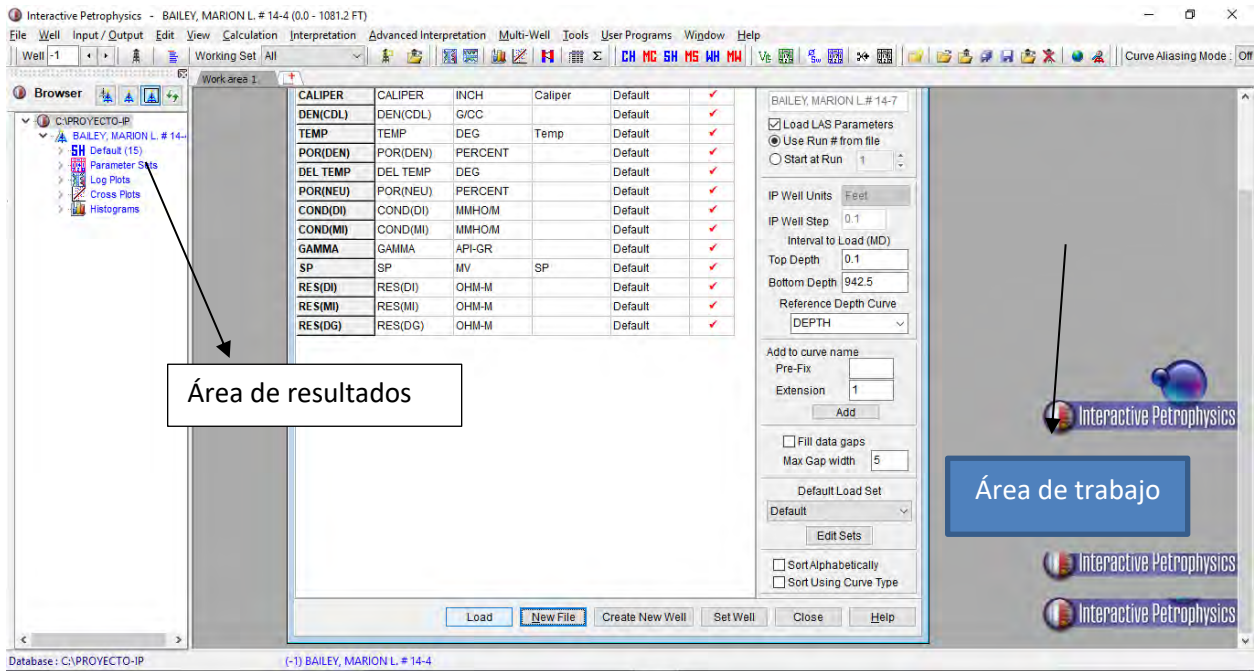 Interactive Petrophysics - BAILEY, MARION L. # 14-4 (0.0 - 1081.2 FT)
File Well Input/Output Edit View Calculation Interpretation Advanced Interpretation Multi-Well Tools User Programs Window Help
Well -1 Working Set All CH MC SH MS WH MW Curve Aliasing Mode: Off
Browser
Work area 1
C:\PROYECTO-IP
BAILEY, MARION L. # 14-
SH Default (15)
Parameter Sets
Log Plots
Cross Plots
Histograms
CALIPER CALIPER INCH Caliper Default
DEN(CDL) DEN(CDL) G/CC Default
TEMP TEMP DEG Temp Default
POR(DEN) POR(DEN) PERCENT Default
DEL TEMP DEL TEMP DEG Default
POR(NEU) POR(NEU) PERCENT Default
COND(DI) COND(DI) MMHO/M Default
COND(MI) COND(MI) MMHO/M Default
GAMMA GAMMA API-GR Default
SP SP MV SP Default
RES(DI) RES(DI) OHM-M Default
RES(MI) RES(MI) OHM-M Default
RES(DG) RES(DG) OHM-M Default
BAILEY, MARION L.# 14-7
Load LAS Parameters
Use Run # from file
Start at Run 1
IP Well Units Feet
IP Well Step 0.1
Interval to Load (MD)
Top Depth 0.1
Bottom Depth 942.5
Reference Depth Curve
DEPTH
Add to curve name
Pre-Fix
Extension 1
Add
Fill data gaps
Max Gap width 5
Default Load Set
Default
Edit Sets
Sort Alphabetically
Sort Using Curve Type
Load New File Create New Well Set Well Close Help
Área de resultados
Interactive Petrophysics
Área de trabajo
Interactive Petrophysics
Interactive Petrophysics
Database : C:\PROYECTO-IP (-1) BAILEY, MARION L. # 14-4